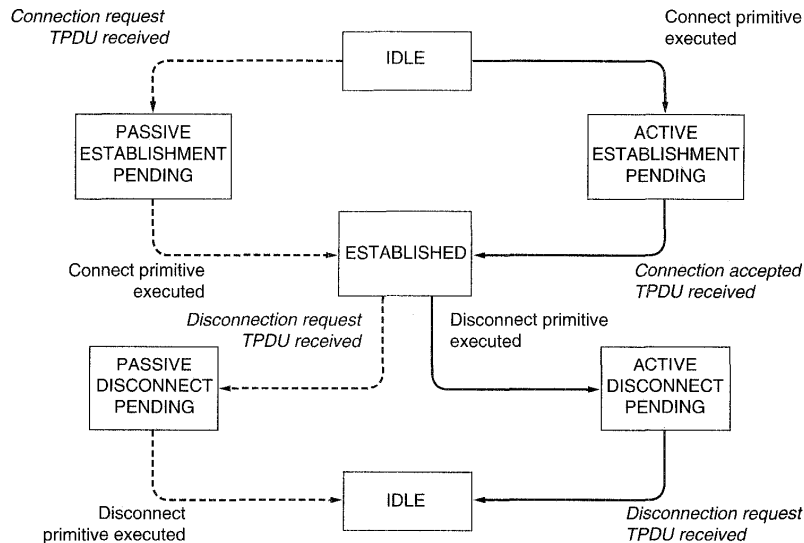 Connection request
TPDU received
Connect primitive
executed
IDLE
PASSIVE
ESTABLISHMENT
PENDING
ACTIVE
ESTABLISHMENT
PENDING
ESTABLISHED
Connect primitive
executed
Connection accepted
TPDU received
Disconnection request
TPDU received
Disconnect primitive
executed
PASSIVE
DISCONNECT
PENDING
ACTIVE
DISCONNECT
PENDING
IDLE
Disconnect
primitive executed
Disconnection request
TPDU received